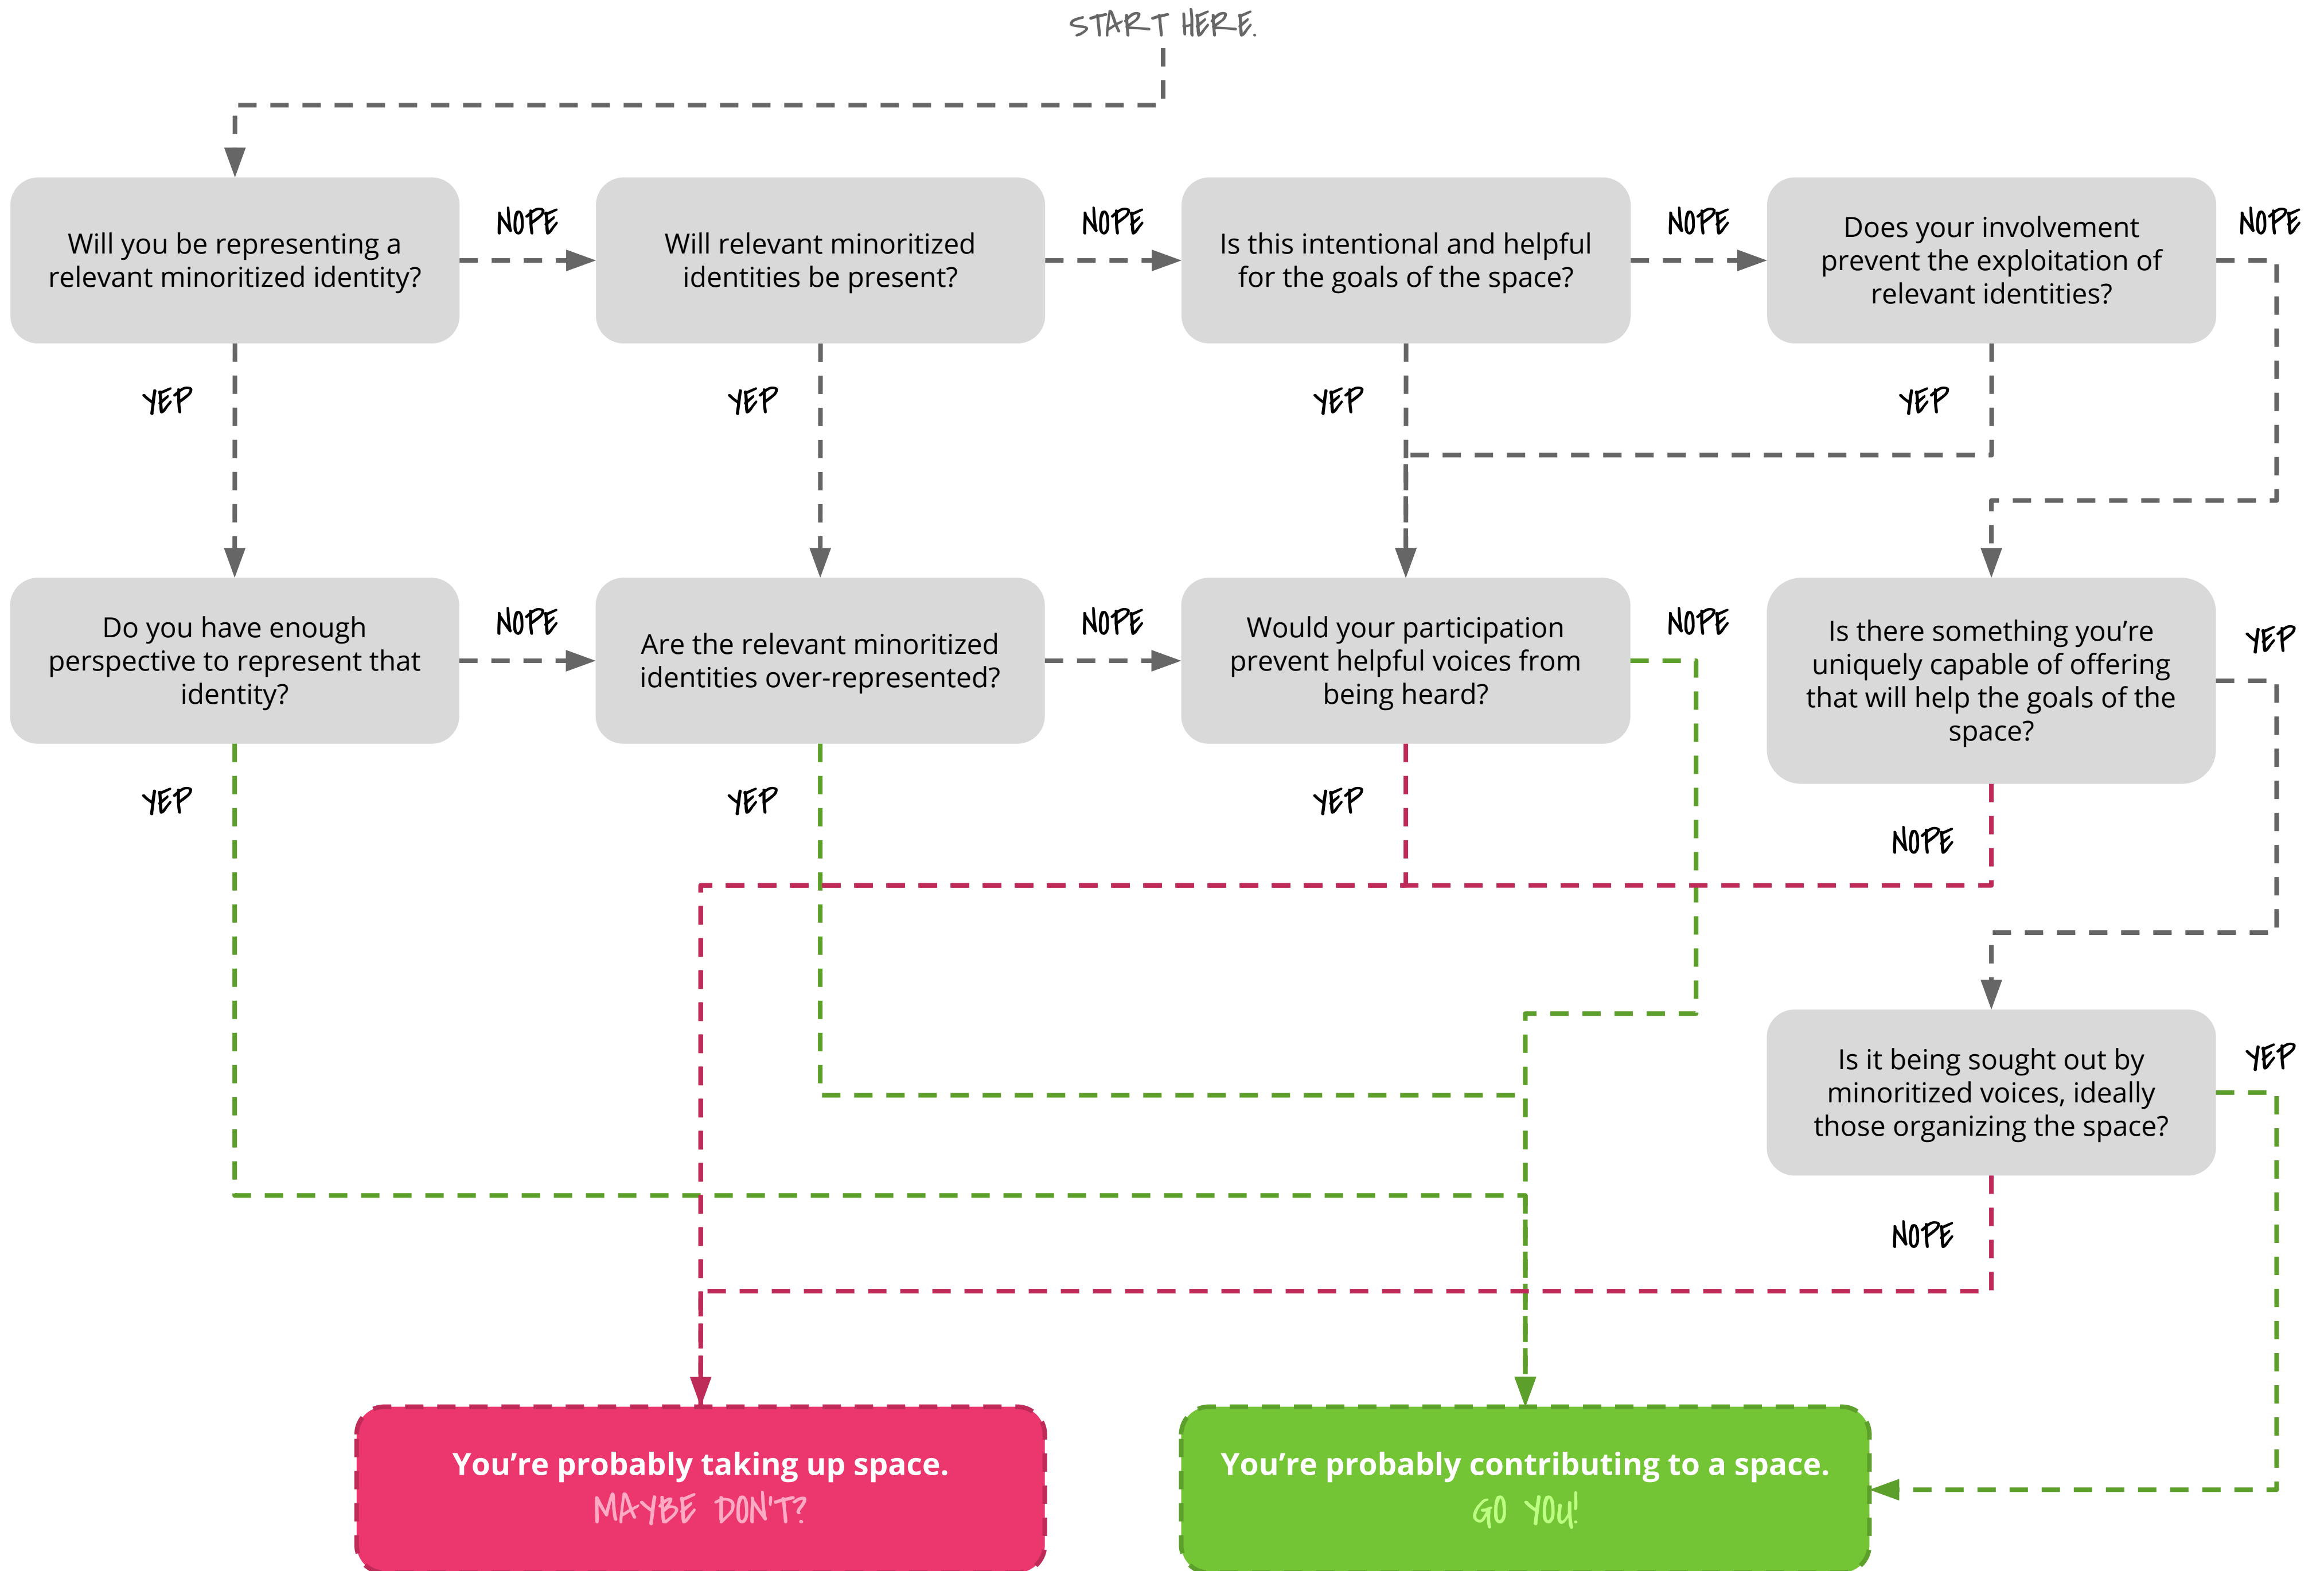 START HERE.
Will you be representing a
relevant minoritized identity?
NOPE
Will relevant minoritized
identities be present?
NOPE
Is this intentional and helpful
for the goals of the space?
NOPE
Does your involvement
prevent the exploitation of
relevant identities?
NOPE
YEP
YEP
YEP
YEP
Do you have enough
perspective to represent that
identity?
NOPE
Are the relevant minoritized
identities over-represented?
NOPE
Would your participation
prevent helpful voices from
being heard?
NOPE
Is there something you’re
uniquely capable of offering
that will help the goals of the
space?
YEP
YEP
YEP
YEP
NOPE
Is it being sought out by
minoritized voices, ideally
those organizing the space?
YEP
NOPE
You’re probably taking up space.
MAYBE DON'T?
You’re probably contributing to a space.
GO YOU!